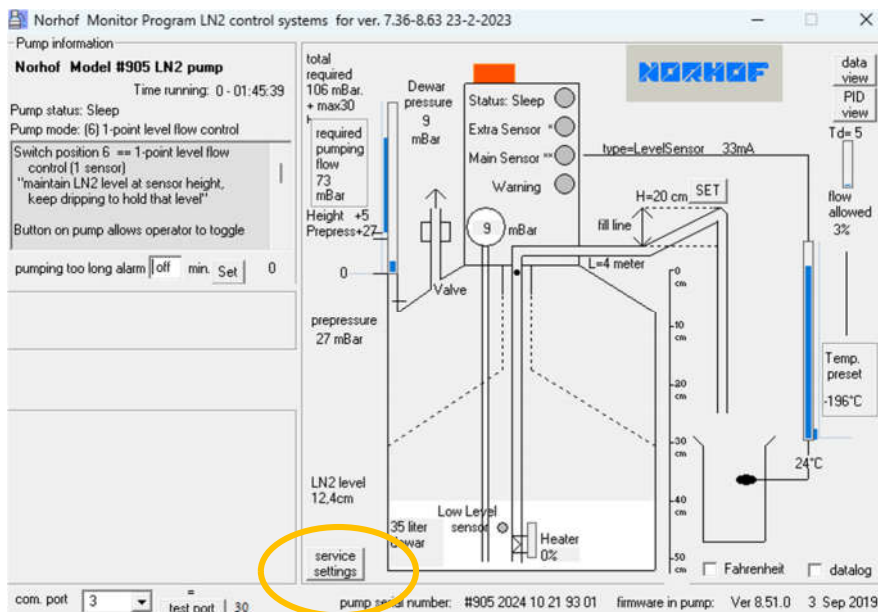 Norhof Monitor Program LN2 control systems for ver. 7.36-8.63 23-2-2023
Pump information
Norhof Model #905 LN2 pump
Time running: 0 - 01:45:39
Pump status: Sleep
Pump mode: (6) 1-point level flow control
Switch position 6 == 1-point level flow
control (1 sensor)
"maintain LN2 level at sensor height,
keep dripping to hold that level"
Button on pump allows operator to toggle
pumping too long alarm off min. Set 0
total
required
106 mBar.
+ max30
required
pumping
flow
73
mBar
Height +5
Prepress+27
0
prepressure
27 mBar
LN2 level
12,4cm
service
settings
Dewar
pressure
9
mBar
Valve
Status: Sleep
Extra Sensor
Main Sensor
Warning
9 mBar
NORHOF
type=LevelSensor 33mA
H=20 cm SET
fill line
L=4 meter
0
cm
10
cm
20
cm
30
cm
40
cm
50
cm
Low Level
sensor
35 liter
dewar
Heater
0%
data
view
PID
view
Td= 5
flow
allowed
3%
Temp.
preset
-196°C
24°C
Fahrenheit
datalog
com. port 3 = test port 30
pump serial number: #905 2024 10 21 93 01 firmware in pump: Ver 8.51.0 3 Sep 2019